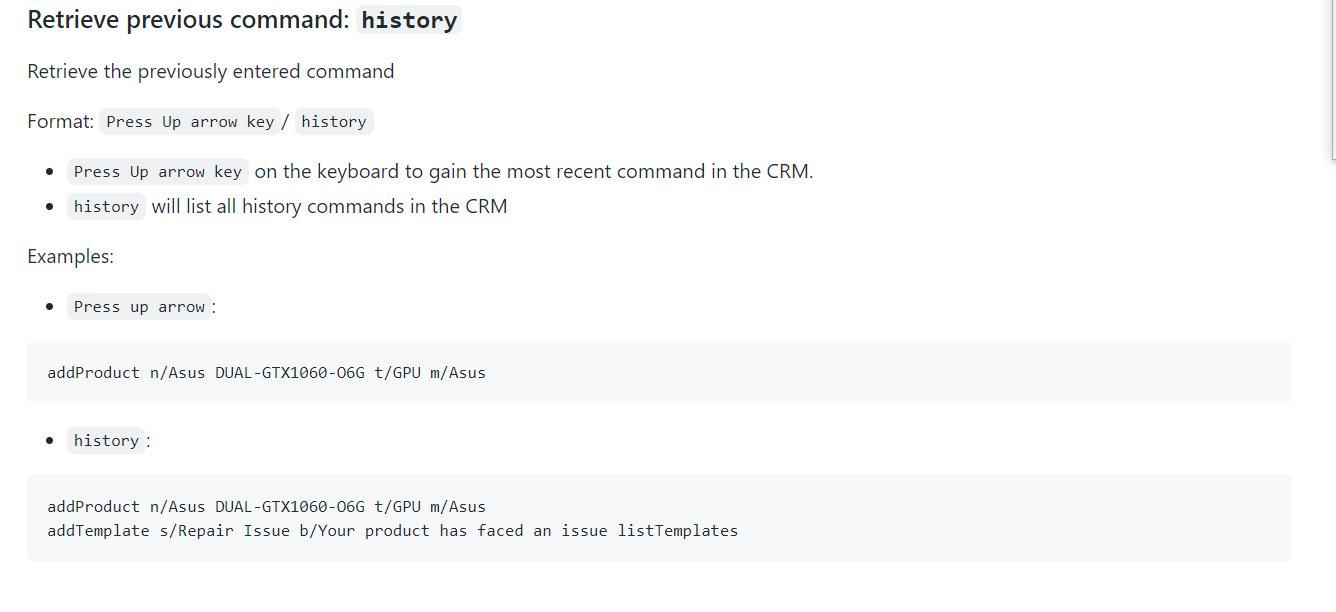 Retrieve previous command: history
Retrieve the previously entered command
Format: Press Up arrow key / history
Press Up arrow key on the keyboard to gain the most recent command in the CRM.
history will list all history commands in the CRM
Examples:
Press up arrow :
addProduct n/Asus DUAL-GTX1060-O6G t/GPU m/Asus
history :
addProduct n/Asus DUAL-GTX1060-O6G t/GPU m/Asus
addTemplate s/Repair Issue b/Your product has faced an issue listTemplates